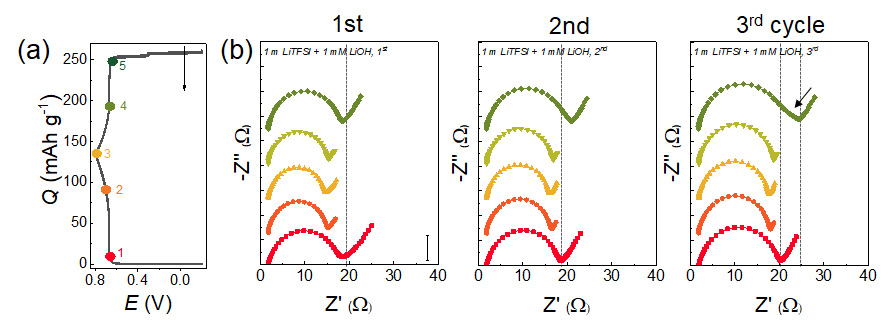 1st 2nd 3rd cycle
(a) (b)
1 m LiTFSI + 1 mM LiOH, 1st
1 m LiTFSI + 1 mM LiOH, 2nd
1 m LiTFSI + 1 mM LiOH, 3rd
250
200
150
100
50
0
Q (mAh g-1)
5
4
3
2
1
0.8 0.4 0.0
E (V)
-Z'' (Ω)
0 10 20 30 40
Z' (Ω)
-Z'' (Ω)
0 10 20 30 40
Z' (Ω)
-Z'' (Ω)
0 10 20 30 40
Z' (Ω)